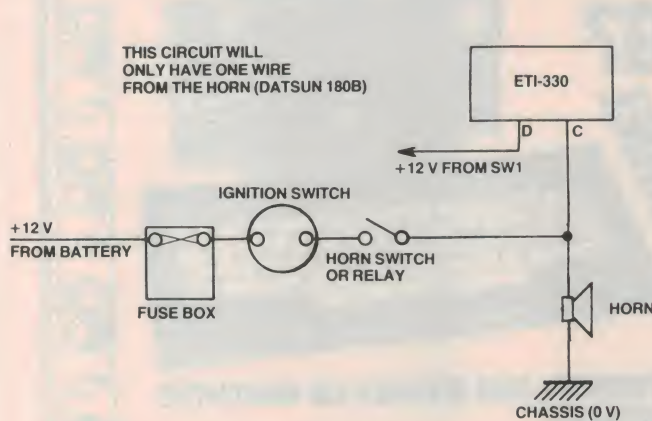 THIS CIRCUIT WILL
ONLY HAVE ONE WIRE
FROM THE HORN (DATSUN 180B)
ETI-330
D
C
+12 V FROM SW1
IGNITION SWITCH
+12 V
FROM BATTERY
HORN SWITCH
OR RELAY
FUSE BOX
HORN
CHASSIS (0 V)